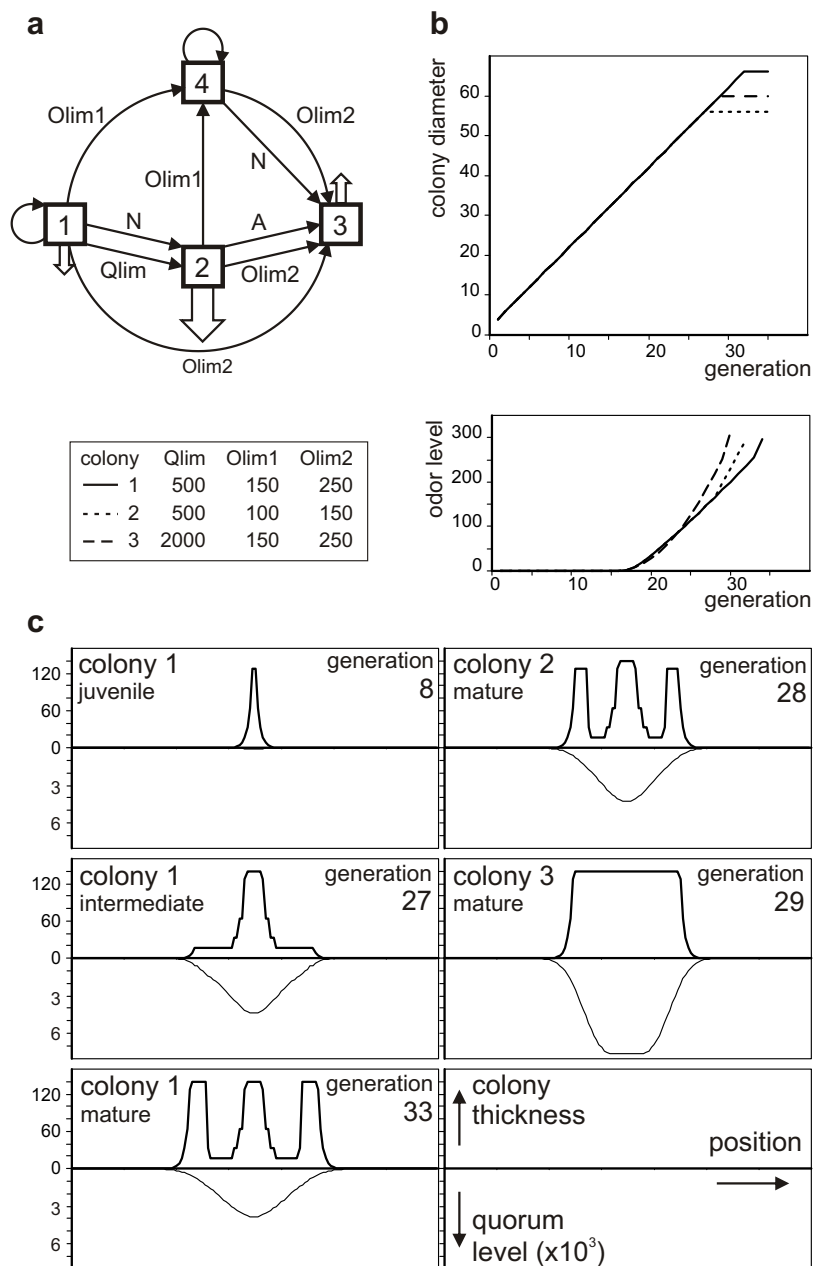 a
4
Olim1
Olim2
N
Olim1
1
N
A
3
Qlim
2
Olim2
Olim2
colony Qlim Olim1 Olim2
1 500 150 250
2 500 100 150
3 2000 150 250
b
colony diameter
60
50
40
30
20
10
0
0 10 20 30
generation
odor level
300
200
100
0
0 10 20 30
generation
c
colony 1
juvenile
generation
8
120
60
0
3
6
colony 2
mature
generation
28
colony 1
intermediate
generation
27
120
60
0
3
6
colony 3
mature
generation
29
colony 1
mature
generation
33
120
60
0
3
6
colony
thickness
position
quorum
level (x10³)